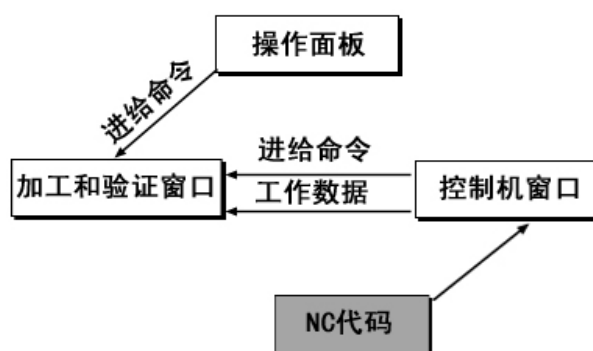 操作面板
进给命令
进给命令
加工和验证窗口
工作数据
控制机窗口
NC代码